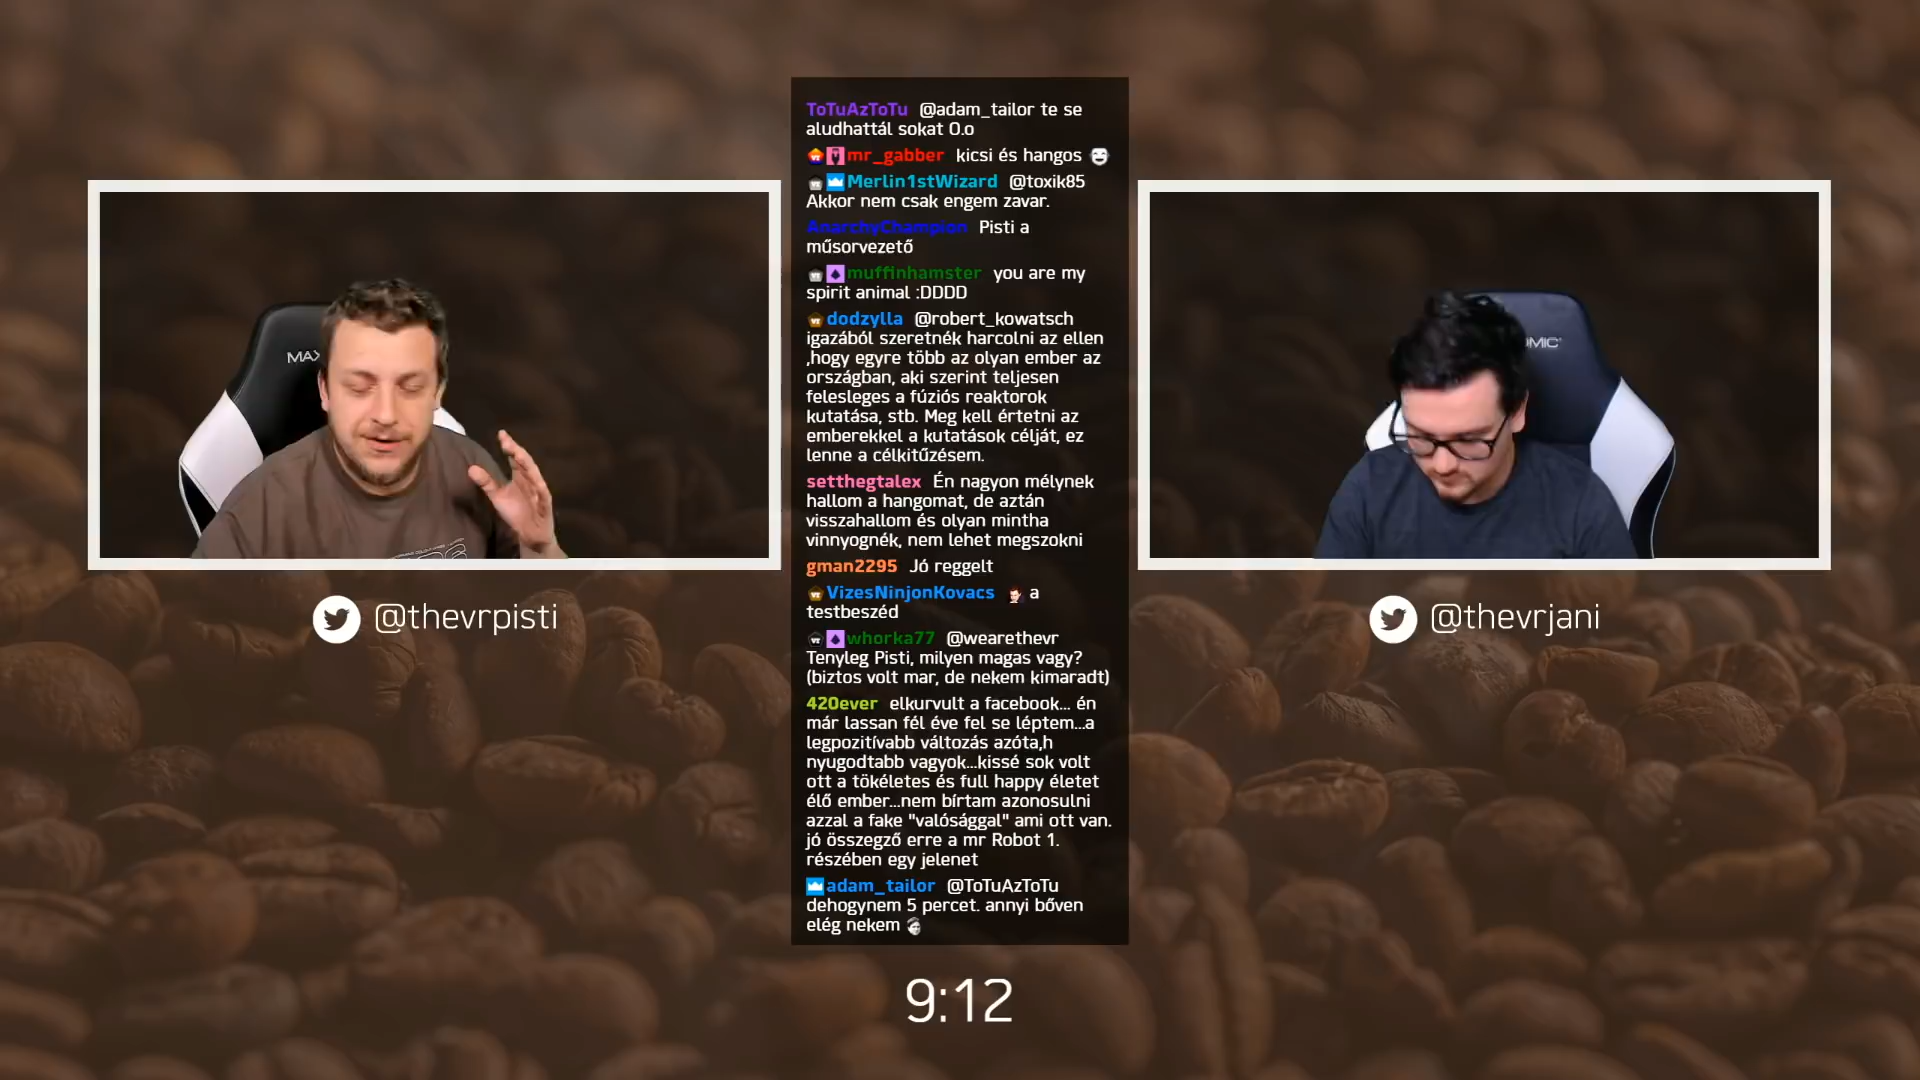 ToTuAzToTu @adam_tailor te se
aludhattál sokat O.o
mr_gabber kicsi és hangos
Merlin1stWizard @toxik85
Akkor nem csak engem zavar.
AnarchyChampion Pisti a
műsorvezető
muffinhamster you are my
spirit animal :DDDD
dodzylla @robert_kowatsch
igazából szeretnék harcolni az ellen
,hogy egyre több az olyan ember az
országban, aki szerint teljesen
felesleges a fúziós reaktorok
kutatása, stb. Meg kell értetni az
emberekkel a kutatások célját, ez
lenne a célkitűzésem.
setthegtalex Én nagyon mélynek
hallom a hangomat, de aztán
visszahallom és olyan mintha
vinnyognék, nem lehet megszokni
gman2295 Jó reggelt
VizesNinjonKovacs a
testbeszéd
whorka77 @wearethevr
Tenyleg Pisti, milyen magas vagy?
(biztos volt mar, de nekem kimaradt)
420ever elkurvult a facebook... én
már lassan fél éve fel se léptem...a
legpozitívabb változás azóta,h
nyugodtabb vagyok...kissé sok volt
ott a tökéletes és full happy életet
élő ember...nem bírtam azonosulni
azzal a fake "valósággal" ami ott van.
jó összegző erre a mr Robot 1.
részében egy jelenet
adam_tailor @ToTuAzToTu
dehogynem 5 percet. annyi bőven
elég nekem
MAX
OMIC
@thevrpisti
@thevrjani
9:12